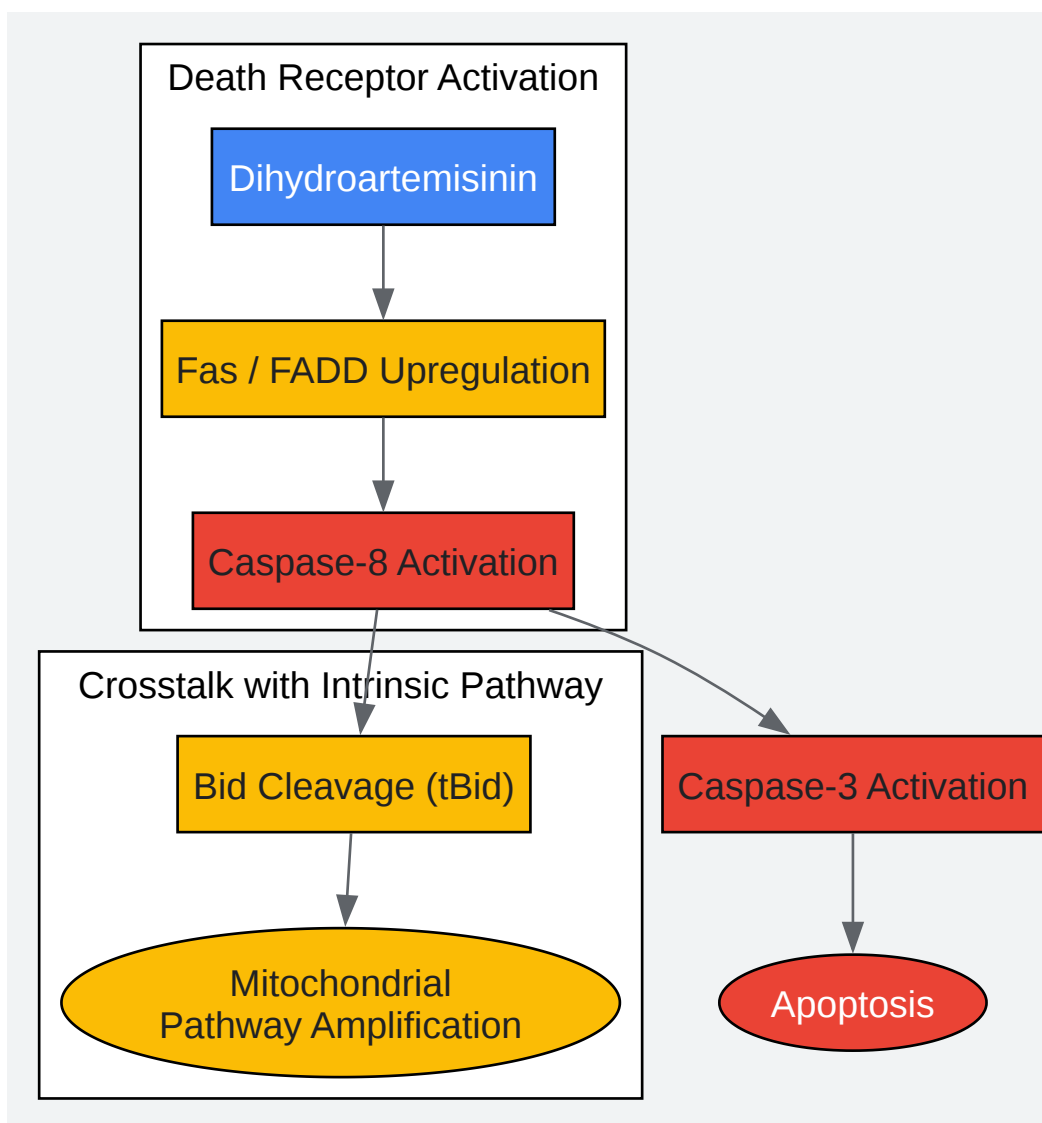 Death Receptor Activation
Dihydroartemisinin
Fas / FADD Upregulation
Caspase-8 Activation
Crosstalk with Intrinsic Pathway
Bid Cleavage (tBid)
Caspase-3 Activation
Mitochondrial
Pathway Amplification
Apoptosis